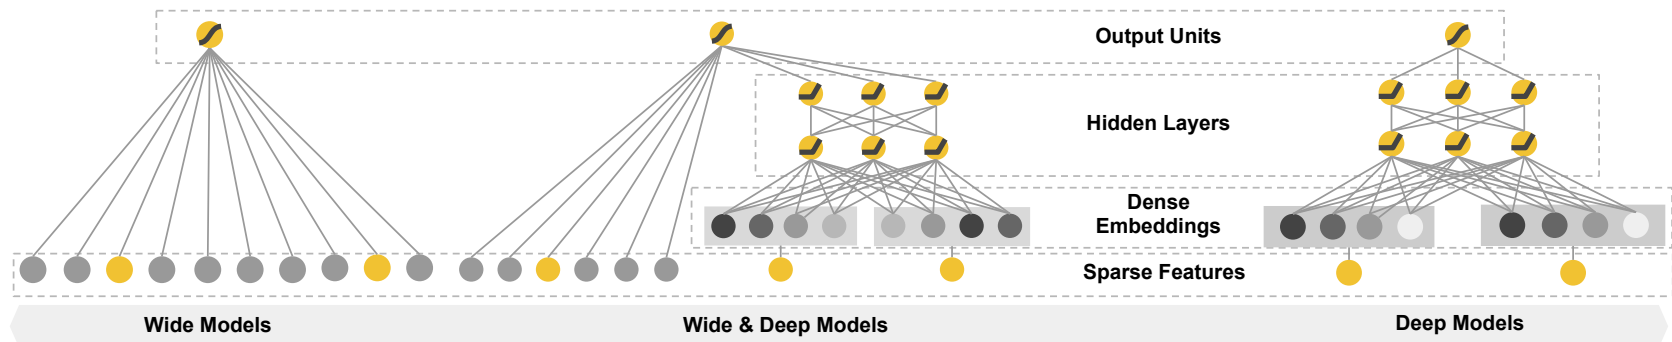 Output Units
Hidden Layers
Dense
Embeddings
Sparse Features
Wide Models
Wide & Deep Models
Deep Models